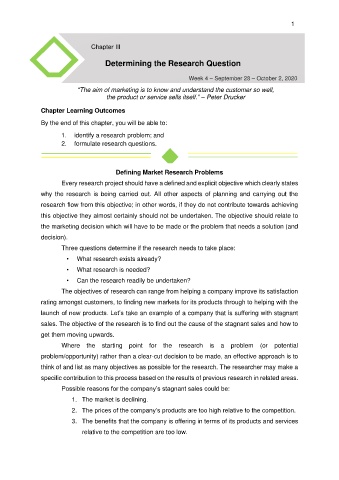 1
Chapter III
Determining the Research Question
Week 4 – September 28 – October 2, 2020
"The aim of marketing is to know and understand the customer so well,
the product or service sells itself." – Peter Drucker
Chapter Learning Outcomes
By the end of this chapter, you will be able to:
1. identify a research problem; and
2. formulate research questions.
Defining Market Research Problems
Every research project should have a defined and explicit objective which clearly states
why the research is being carried out. All other aspects of planning and carrying out the
research flow from this objective; in other words, if they do not contribute towards achieving
this objective they almost certainly should not be undertaken. The objective should relate to
the marketing decision which will have to be made or the problem that needs a solution (and
decision).
Three questions determine if the research needs to take place:
• What research exists already?
• What research is needed?
• Can the research readily be undertaken?
The objectives of research can range from helping a company improve its satisfaction
rating amongst customers, to finding new markets for its products through to helping with the
launch of new products. Let's take an example of a company that is suffering with stagnant
sales. The objective of the research is to find out the cause of the stagnant sales and how to
get them moving upwards.
Where the starting point for the research is a problem (or potential
problem/opportunity) rather than a clear-cut decision to be made, an effective approach is to
think of and list as many objectives as possible for the research. The researcher may make a
specific contribution to this process based on the results of previous research in related areas.
Possible reasons for the company's stagnant sales could be:
1. The market is declining.
2. The prices of the company's products are too high relative to the competition.
3. The benefits that the company is offering in terms of its products and services
relative to the competition are too low.